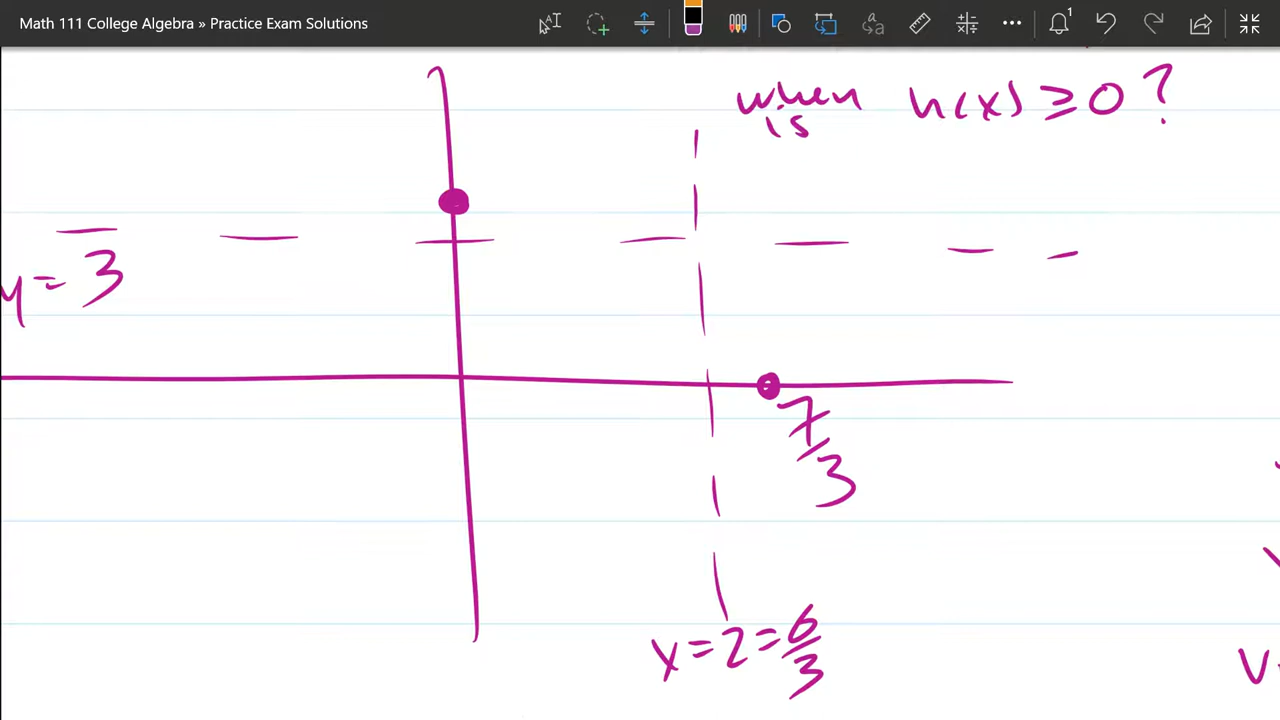 Math 111 College Algebra » Practice Exam Solutions
when is h(x) ≥ 0 ?
y = 3
7/3
x = 2 = 6/3